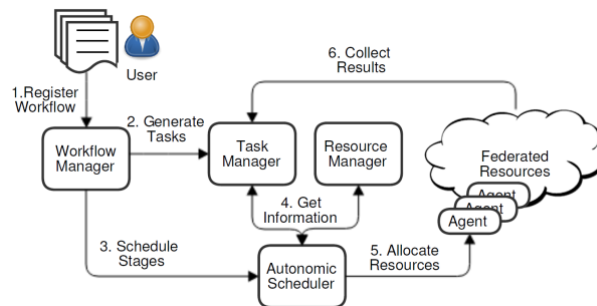 User
1.Register
Workflow
2. Generate
Tasks
6. Collect
Results
Workflow
Manager
Task
Manager
Resource
Manager
Federated
Resources
Agent
Agent
Agent
4. Get
Information
3. Schedule
Stages
Autonomic
Scheduler
5. Allocate
Resources